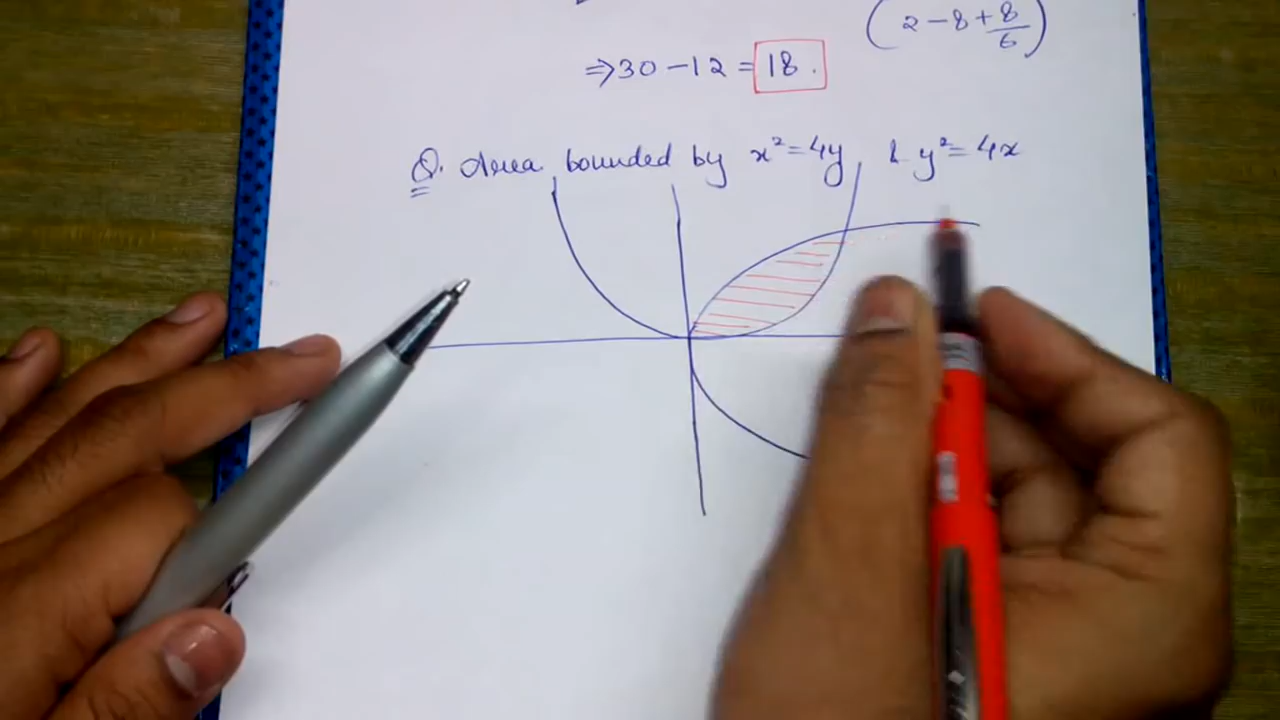 (2-8+8/6)
⇒30-12=18.
Q. Area bounded by x²=4y & y²=4x